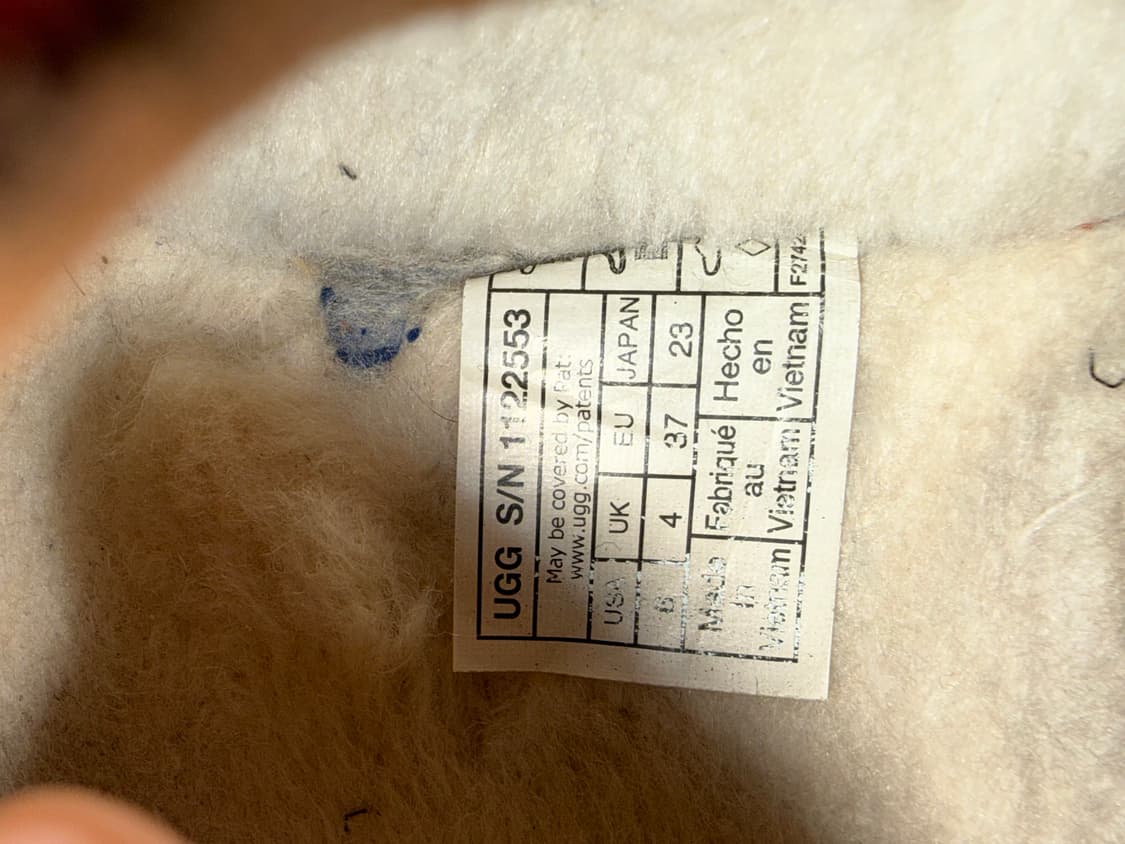 UGG S/N 1122553
May be covered by Pat:
www.ugg.com/patents
USA UK EU JAPAN
6 4 37 23
Made in Vietnam
Fabriqué au Vietnam
Hecho en Vietnam
F2742